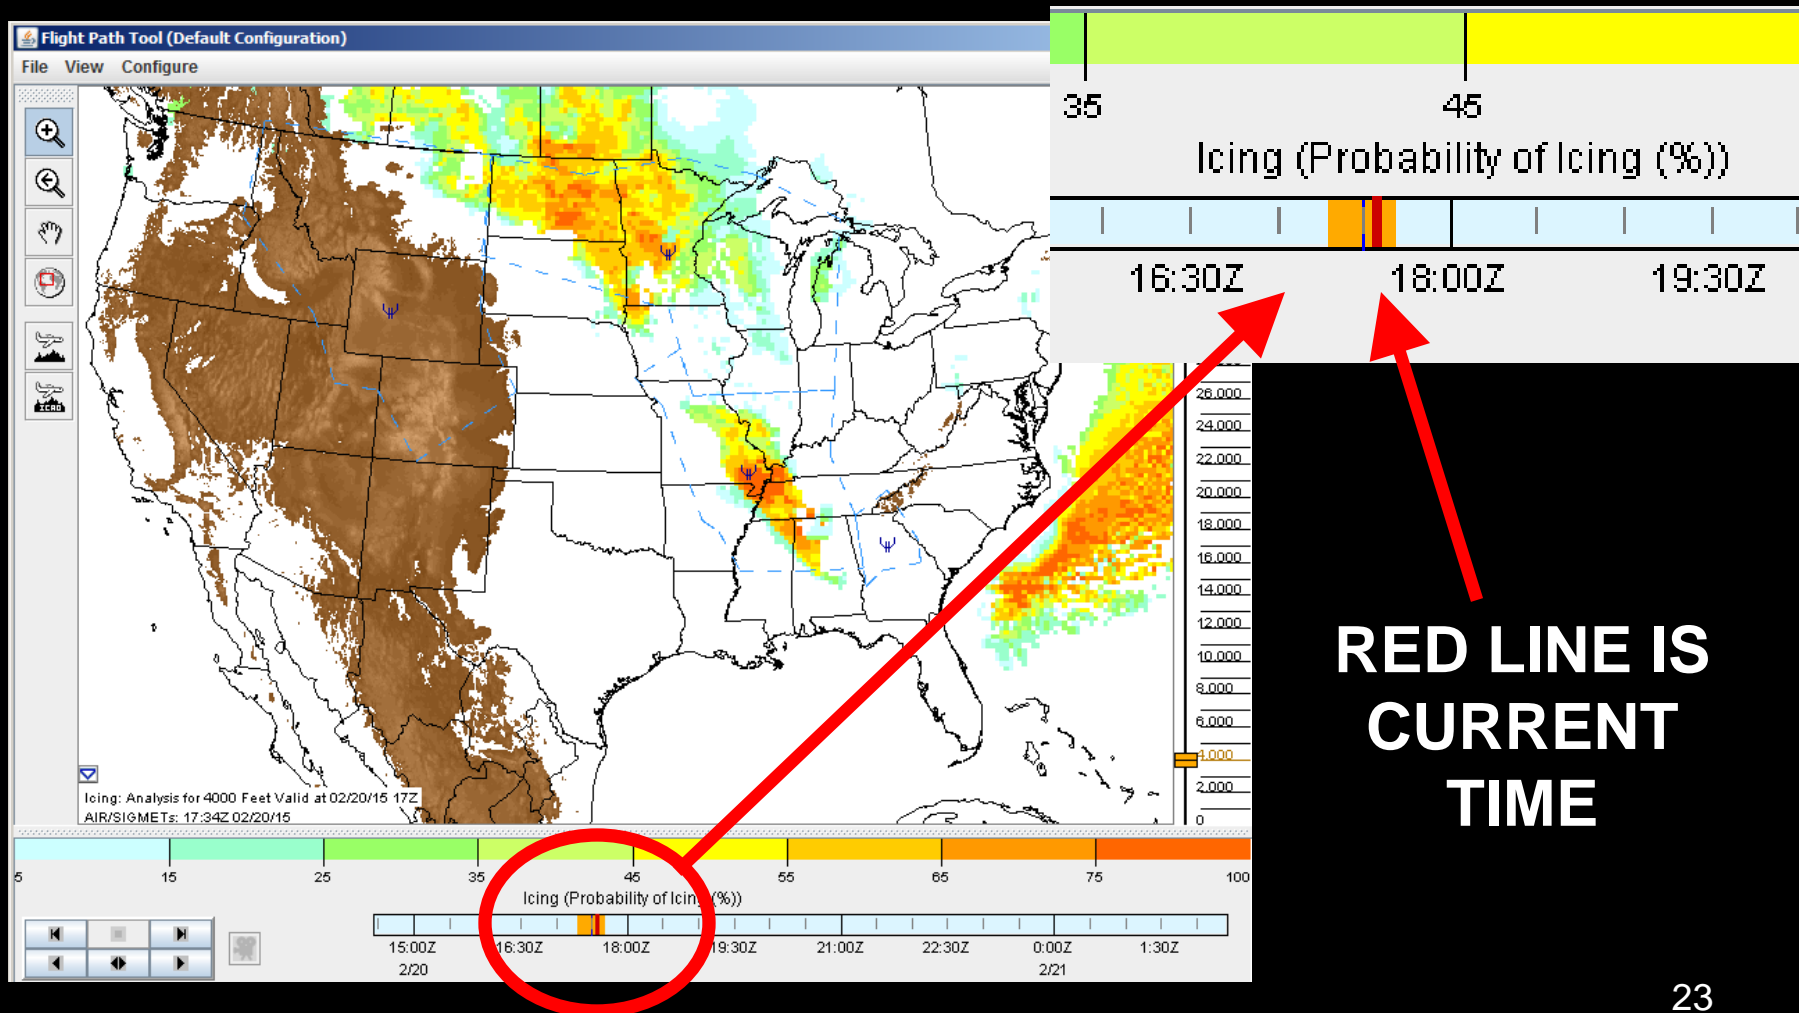 Flight Path Tool (Default Configuration)
File View Configure
35 45
Icing (Probability of Icing (%))
16:30Z 18:00Z 19:30Z
26.000
24.000
22.000
20.000
18.000
16.000
14.000
12.000
10.000
8.000
6.000
4.000
2.000
0
ICAO
RED LINE IS
CURRENT
TIME
Icing: Analysis for 4000 Feet Valid at 02/20/15 17Z
AIR/SIGMETs: 17:34Z 02/20/15
5 15 25 35 45 55 65 75 100
Icing (Probability of Icing (%))
15:00Z 16:30Z 18:00Z 19:30Z 21:00Z 22:30Z 0:00Z 1:30Z
2/20 2/21
23